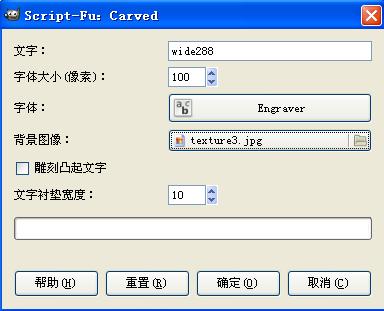 Script-Fu: Carved
文字： wide288
字体大小(像素)： 100
字体： Engraver
背景图像： texture3.jpg
雕刻凸起文字
文字衬垫宽度： 10
帮助(H) 重置(R) 确定(O) 取消(C)